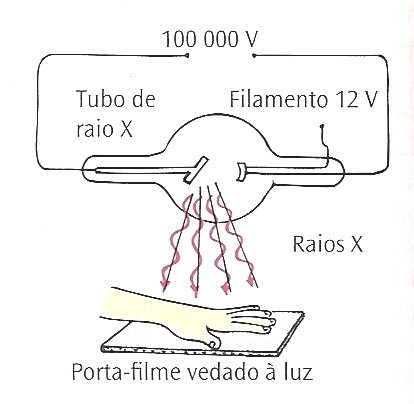 100 000 V
Tubo de
raio X
Filamento 12 V
Raios X
Porta-filme vedado à luz